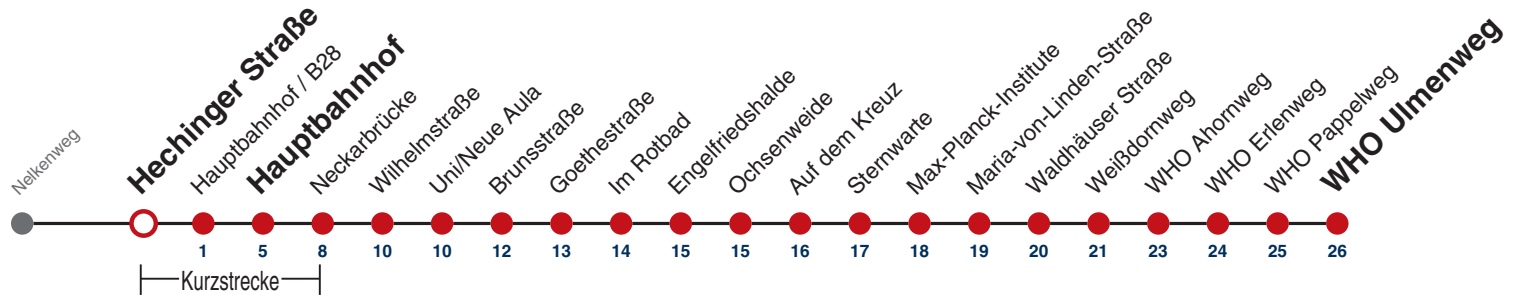 Nelkenweg
Hechinger Straße
Hauptbahnhof / B28
Hauptbahnhof
Neckarbrücke
Wilhelmstraße
Uni/Neue Aula
Brunsstraße
Goethestraße
Im Rotbad
Engelfriedshalde
Ochsenweide
Auf dem Kreuz
Sternwarte
Max-Planck-Institute
Maria-von-Linden-Straße
Waldhäuser Straße
Weißdornweg
WHO Ahornweg
WHO Erlenweg
WHO Pappelweg
WHO Ulmenweg
1 5 8 10 10 12 13 14 15 15 16 17 18 19 20 21 23 24 25 26
Kurzstrecke